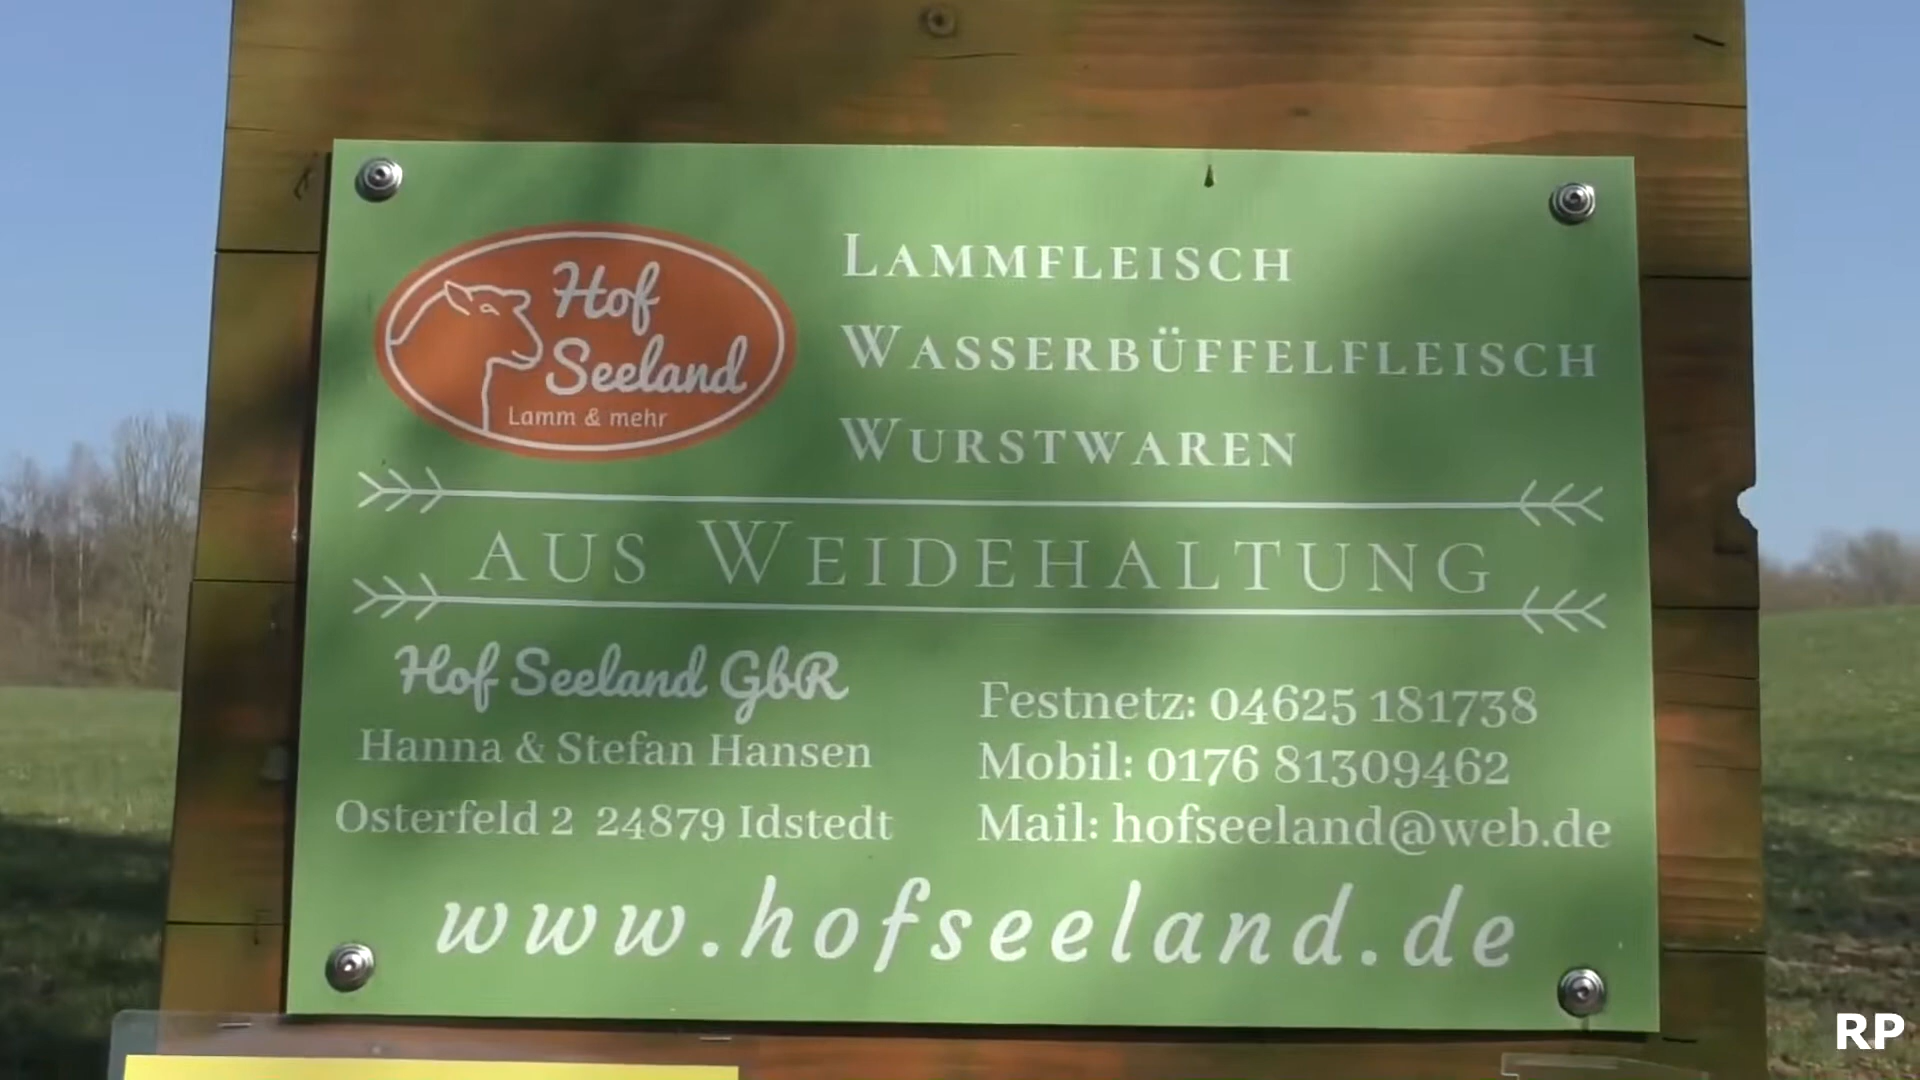 Hof
Seeland
Lamm & mehr
LAMMFLEISCH
WASSERBÜFFELFLEISCH
WURSTWAREN
AUS WEIDEHALTUNG
Hof Seeland GbR
Hanna & Stefan Hansen
Osterfeld 2 24879 Idstedt
Festnetz: 04625 181738
Mobil: 0176 81309462
Mail: hofseeland@web.de
www.hofseeland.de
RP